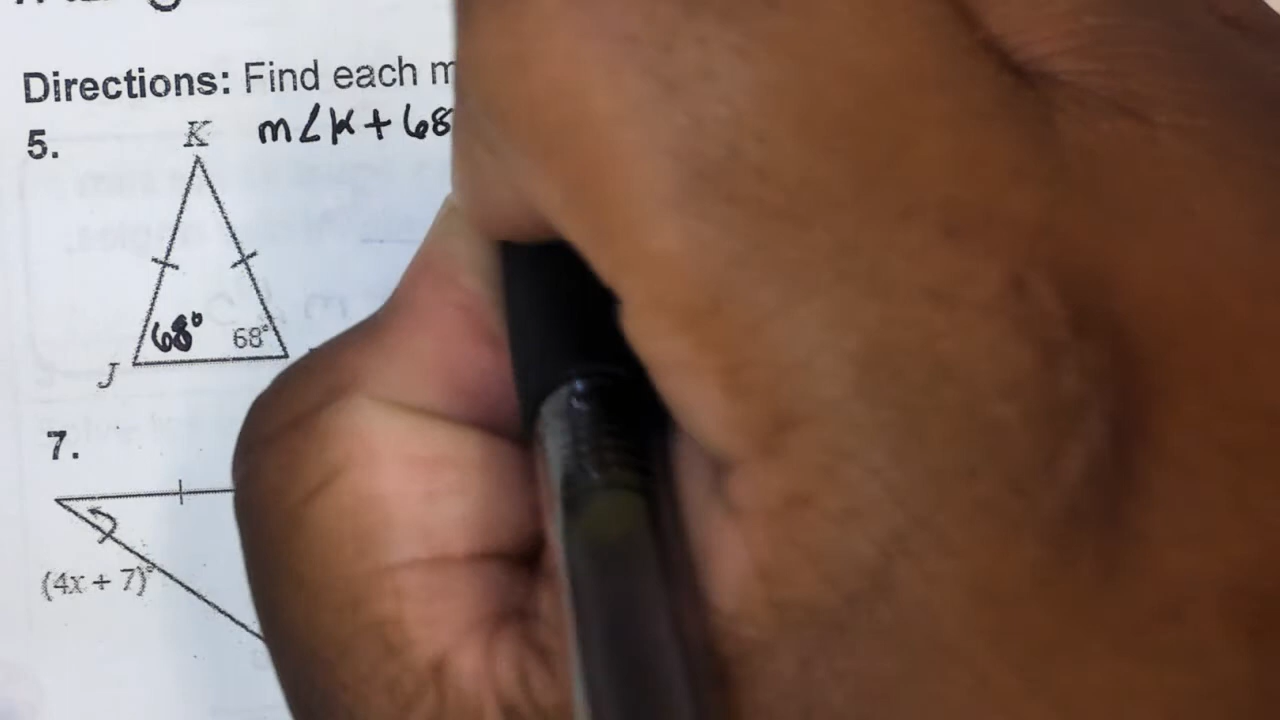 Directions: Find each
5.
K m∠K + 68
68° 68°
J
7.
(4x + 7)°